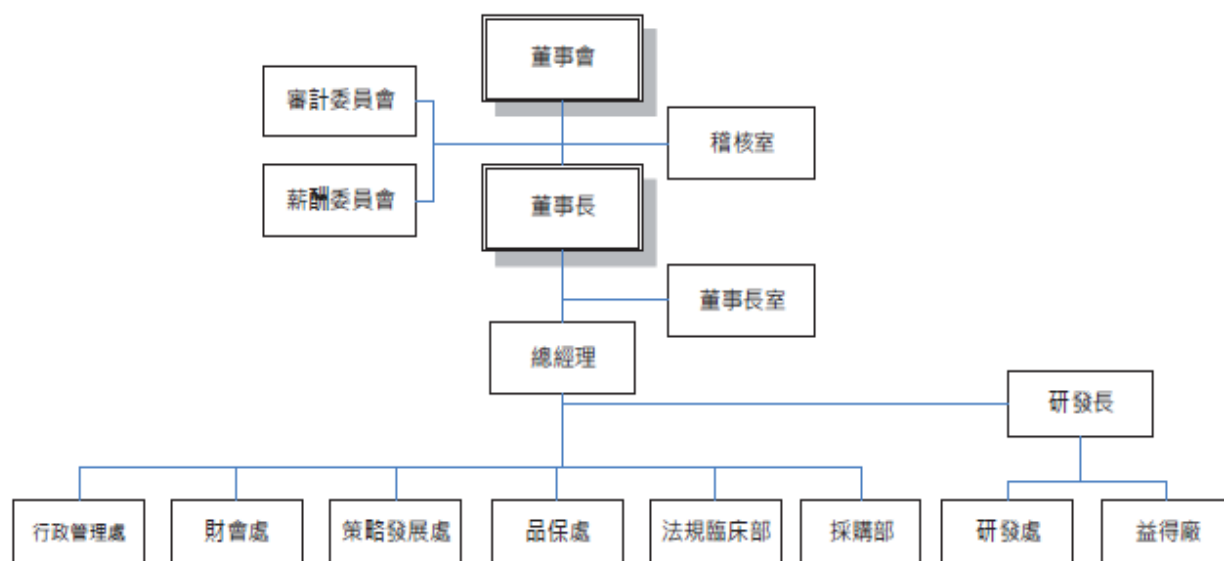 董事會
審計委員會
稽核室
薪酬委員會
董事長
董事長室
總經理
研發長
行政管理處
財會處
策略發展處
品保處
法規臨床部
採購部
研發處
益得廠